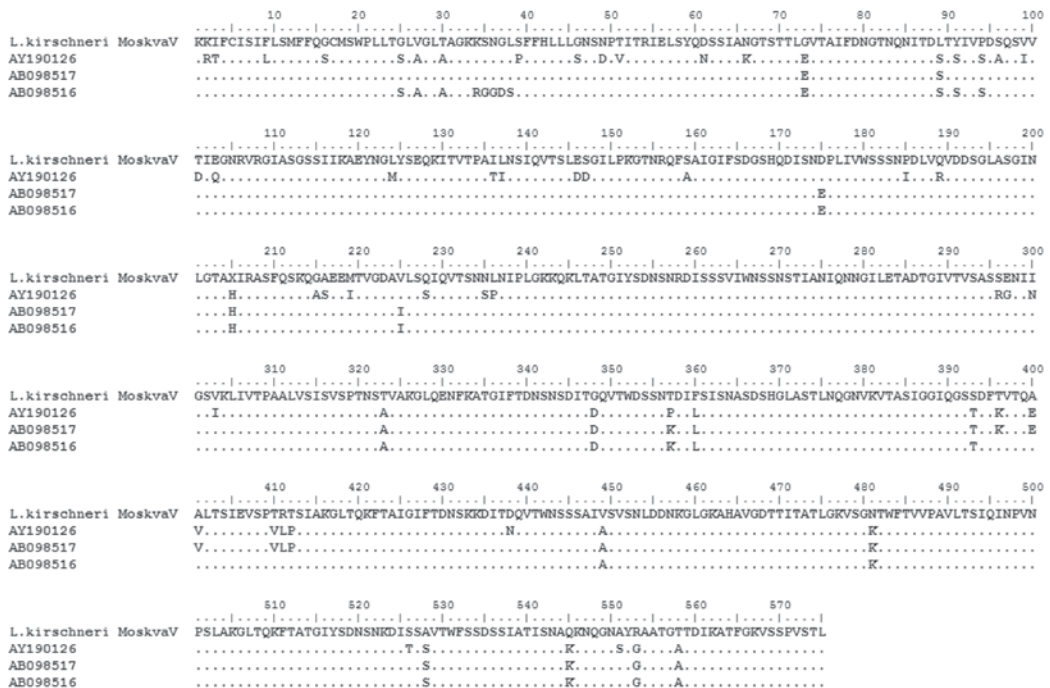 10 20 30 40 50 60 70 80 90 100
L.kirschneri MoskvaV KKIFCISIFLSMFFQGCMSWPLLTGLVGLTAGKKSNGLSFFHLLLGNSNPTITRIELSYQDSSIANGTSTTLGVTAIFDNGTNQNITDLTYIVPDSQSVV
AY190126 .RT.....L......S........S.A..A........P......S..D.V.........N....K......E...............S.S..S.A..I.
AB098517 ........................................................................E...............S...........
AB098516 ........................S.A..A...RGGDS..................................E...............S.S..S......
110 120 130 140 150 160 170 180 190 200
L.kirschneri MoskvaV TIEGNRVRGIASGSSIIKAEYNGLYSEQKITVTPAILNSIQVTSLESGILPKGTNRQFSAIGIFSDGSHQDISNDPLIVWSSSNPDLVQVDDSGLASGIN
AY190126 D.Q....................M...........TI........DD...........A.........................I...R...........
AB098517 ..........................................................................E.........................
AB098516 ..........................................................................E.........................
210 220 230 240 250 260 270 280 290 300
L.kirschneri MoskvaV LGTAXIRASFQSKQGAEEMTVGDAVLSQIQVTSNNLNIPLGKKQKLTATGIYSDNSNRDISSSVIWNSSNSTIANIQNNGILETADTGIVTVSASSENII
AY190126 ....H.........AS..I........S......SP...........................................................RG..N
AB098517 ....H...................I...........................................................................
AB098516 ....H...................I...........................................................................
310 320 330 340 350 360 370 380 390 400
L.kirschneri MoskvaV GSVKLIVTPAALVSISVSPTNSTVAKGLQENFKATGIFTDNSNSDITGQVTWDSSNTDIFSISNASDSHGLASTLNQGNVKVTASIGGIQGSSDFTVTQA
AY190126 ..I...................A........................D........P..L................................T..K...E
AB098517 ......................A........................D........K..L................................T..K...E
AB098516 ......................A........................D........K..L................................T.......
410 420 430 440 450 460 470 480 490 500
L.kirschneri MoskvaV ALTSIEVSPTRTSIAKGLTQKFTAIGIFTDNSKKDITDQVTWNSSSAIVSVSNLDDNKGLGKAHAVGDTTITATLGKVSGNTWFTVVPAVLTSIQINPVN
AY190126 V........VLP.........................N..........A...............................K...................
AB098517 V........VLP....................................A...............................K...................
AB098516 ................................................A...............................K...................
510 520 530 540 550 560 570
L.kirschneri MoskvaV PSLAKGLTQKFTATGIYSDNSNKDISSAVTWFSSDSSIATISNAQKNQGNAYRAATGTTDIKATFGKVSSPVSTL
AY190126 .........................T.S................K.....S.G....A.................
AB098517 ...........................S................K.......G....A.................
AB098516 ...........................S................K.......G....A.................